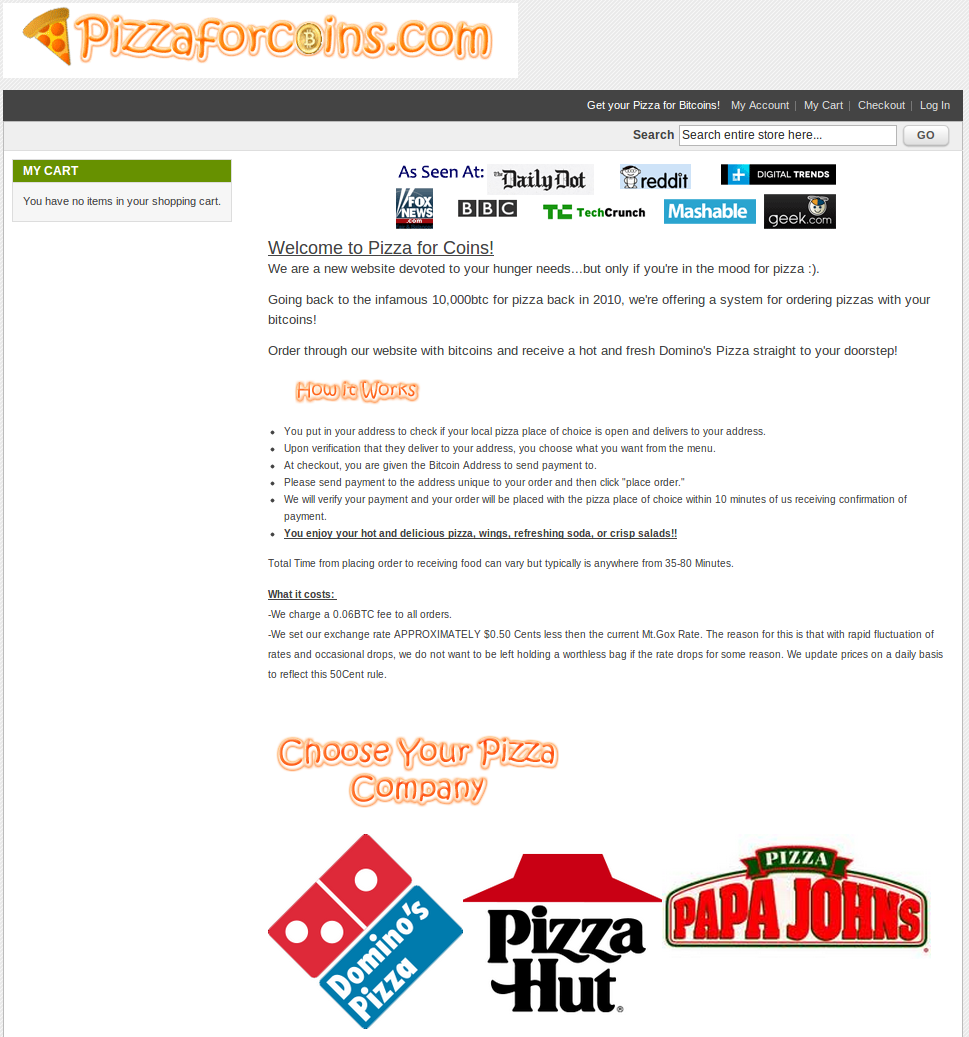 Pizzaforcoins.com
Get your Pizza for Bitcoins! My Account | My Cart | Checkout | Log In
Search Search entire store here... GO
MY CART
You have no items in your shopping cart.
As Seen At: The Daily Dot reddit DIGITAL TRENDS
FOX NEWS .com BBC TC TechCrunch Mashable geek.com
Welcome to Pizza for Coins!
We are a new website devoted to your hunger needs...but only if you're in the mood for pizza :).
Going back to the infamous 10,000btc for pizza back in 2010, we're offering a system for ordering pizzas with your
bitcoins!
Order through our website with bitcoins and receive a hot and fresh Domino's Pizza straight to your doorstep!
How it Works
You put in your address to check if your local pizza place of choice is open and delivers to your address.
Upon verification that they deliver to your address, you choose what you want from the menu.
At checkout, you are given the Bitcoin Address to send payment to.
Please send payment to the address unique to your order and then click "place order."
We will verify your payment and your order will be placed with the pizza place of choice within 10 minutes of us receiving confirmation of
payment.
You enjoy your hot and delicious pizza, wings, refreshing soda, or crisp salads!!
Total Time from placing order to receiving food can vary but typically is anywhere from 35-80 Minutes.
What it costs:
-We charge a 0.06BTC fee to all orders.
-We set our exchange rate APPROXIMATELY $0.50 Cents less then the current Mt.Gox Rate. The reason for this is that with rapid fluctuation of
rates and occasional drops, we do not want to be left holding a worthless bag if the rate drops for some reason. We update prices on a daily basis
to reflect this 50Cent rule.
Choose Your Pizza
Company
Domino's
Pizza
Pizza
Hut®
PIZZA
PAPA JOHN'S